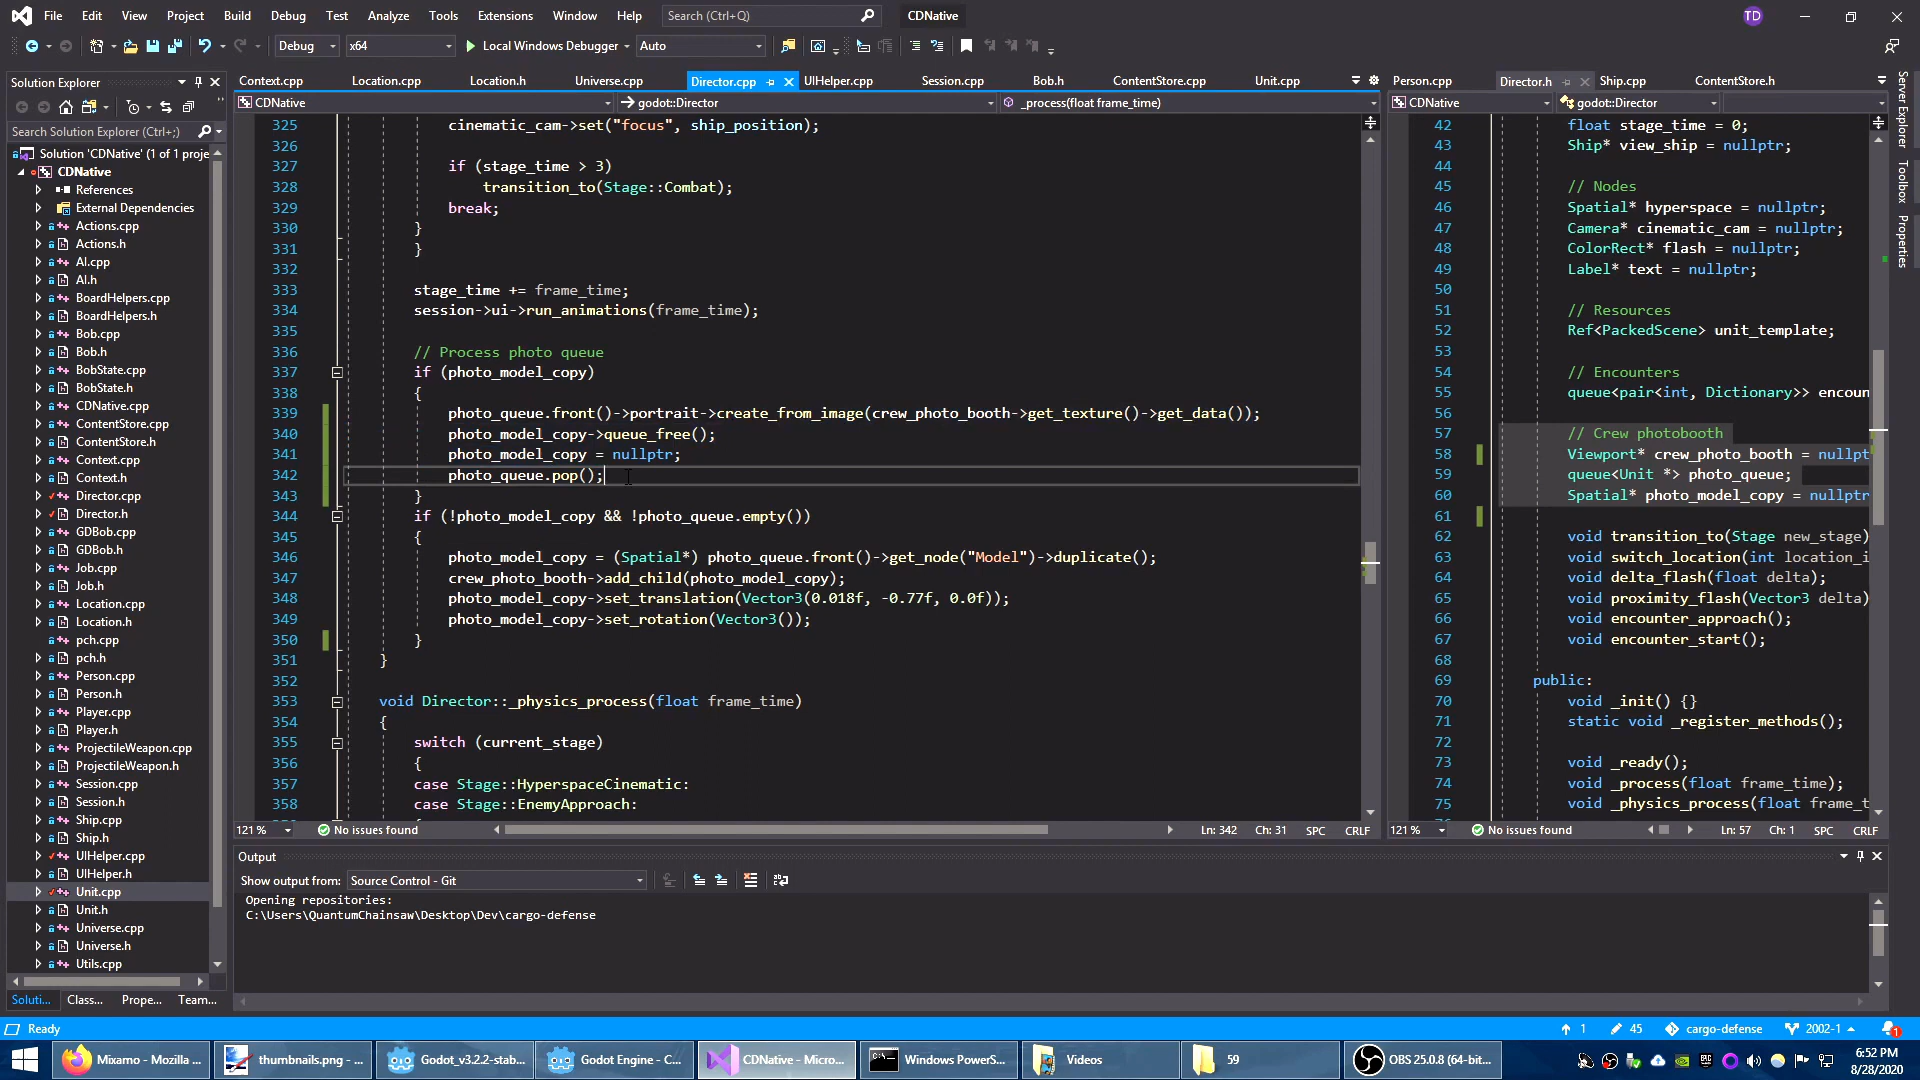 File Edit View Project Build Debug Test Analyze Tools Extensions Window Help Search (Ctrl+Q) CDNative TD
Debug x64 Local Windows Debugger Auto
Solution Explorer
Search Solution Explorer (Ctrl+;)
Solution 'CDNative' (1 of 1 proje
CDNative
References
External Dependencies
Actions.cpp
Actions.h
AI.cpp
AI.h
BoardHelpers.cpp
BoardHelpers.h
Bob.cpp
Bob.h
BobState.cpp
BobState.h
CDNative.cpp
ContentStore.cpp
ContentStore.h
Context.cpp
Context.h
Director.cpp
Director.h
GDBob.cpp
GDBob.h
Job.cpp
Job.h
Location.cpp
Location.h
pch.cpp
pch.h
Person.cpp
Person.h
Player.cpp
Player.h
ProjectileWeapon.cpp
ProjectileWeapon.h
Session.cpp
Session.h
Ship.cpp
Ship.h
UIHelper.cpp
UIHelper.h
Unit.cpp
Unit.h
Universe.cpp
Universe.h
Utils.cpp
Soluti... Class... Prope... Team...
Context.cpp Location.cpp Location.h Universe.cpp Director.cpp UIHelper.cpp Session.cpp Bob.h ContentStore.cpp Unit.cpp
CDNative godot::Director _process(float frame_time)
325 cinematic_cam->set("focus", ship_position);
326
327 if (stage_time > 3)
328 transition_to(Stage::Combat);
329 break;
330 }
331 }
332
333 stage_time += frame_time;
334 session->ui->run_animations(frame_time);
335
336 // Process photo queue
337 if (photo_model_copy)
338 {
339 photo_queue.front()->portrait->create_from_image(crew_photo_booth->get_texture()->get_data());
340 photo_model_copy->queue_free();
341 photo_model_copy = nullptr;
342 photo_queue.pop();
343 }
344 if (!photo_model_copy && !photo_queue.empty())
345 {
346 photo_model_copy = (Spatial*) photo_queue.front()->get_node("Model")->duplicate();
347 crew_photo_booth->add_child(photo_model_copy);
348 photo_model_copy->set_translation(Vector3(0.018f, -0.77f, 0.0f));
349 photo_model_copy->set_rotation(Vector3());
350 }
351 }
352
353 void Director::_physics_process(float frame_time)
354 {
355 switch (current_stage)
356 {
357 case Stage::HyperspaceCinematic:
358 case Stage::EnemyApproach:
121 % No issues found Ln: 342 Ch: 31 SPC CRLF
Person.cpp Director.h Ship.cpp ContentStore.h
CDNative godot::Director
42 float stage_time = 0;
43 Ship* view_ship = nullptr;
44
45 // Nodes
46 Spatial* hyperspace = nullptr;
47 Camera* cinematic_cam = nullptr;
48 ColorRect* flash = nullptr;
49 Label* text = nullptr;
50
51 // Resources
52 Ref<PackedScene> unit_template;
53
54 // Encounters
55 queue<pair<int, Dictionary>> encoun
56
57 // Crew photobooth
58 Viewport* crew_photo_booth = nullpt
59 queue<Unit *> photo_queue;
60 Spatial* photo_model_copy = nullptr
61
62 void transition_to(Stage new_stage)
63 void switch_location(int location_i
64 void delta_flash(float delta);
65 void proximity_flash(Vector3 delta)
66 void encounter_approach();
67 void encounter_start();
68
69 public:
70 void _init() {}
71 static void _register_methods();
72
73 void _ready();
74 void _process(float frame_time);
75 void _physics_process(float frame_t
121 % No issues found Ln: 57 Ch: 1 SPC CRLF
Server Explorer
Toolbox
Properties
Output
Show output from: Source Control - Git
Opening repositories:
C:\Users\QuantumChainsaw\Desktop\Dev\cargo-defense
Ready 1 45 cargo-defense 2002-1 1
Mixamo - Mozilla ... thumbnails.png - ... Godot_v3.2.2-stab... Godot Engine - C... CDNative - Micro... Windows PowerS... Videos 59 OBS 25.0.8 (64-bit... 6:52 PM
8/28/2020